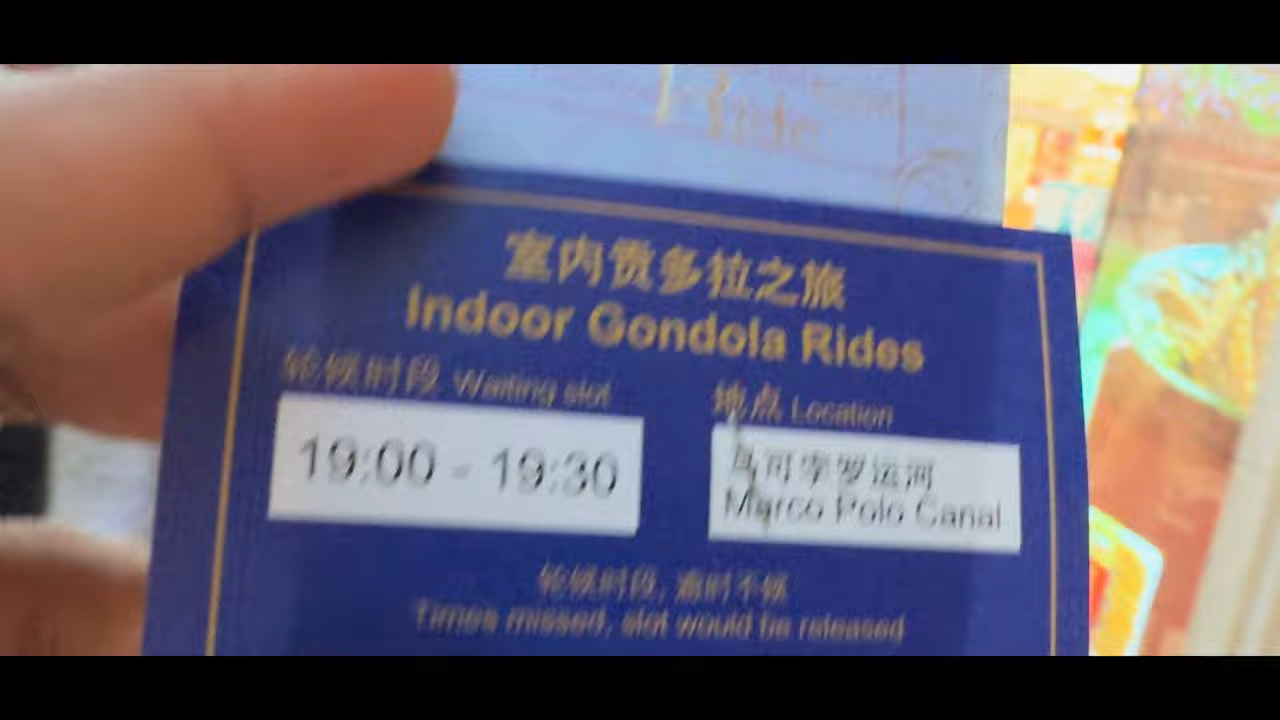 Ride
室内贡多拉之旅
Indoor Gondola Rides
轮候时段 Waiting slot
地点 Location
19:00 - 19:30
马可孛罗运河
Marco Polo Canal
轮候时段, 逾时不候
Times missed, slot would be released